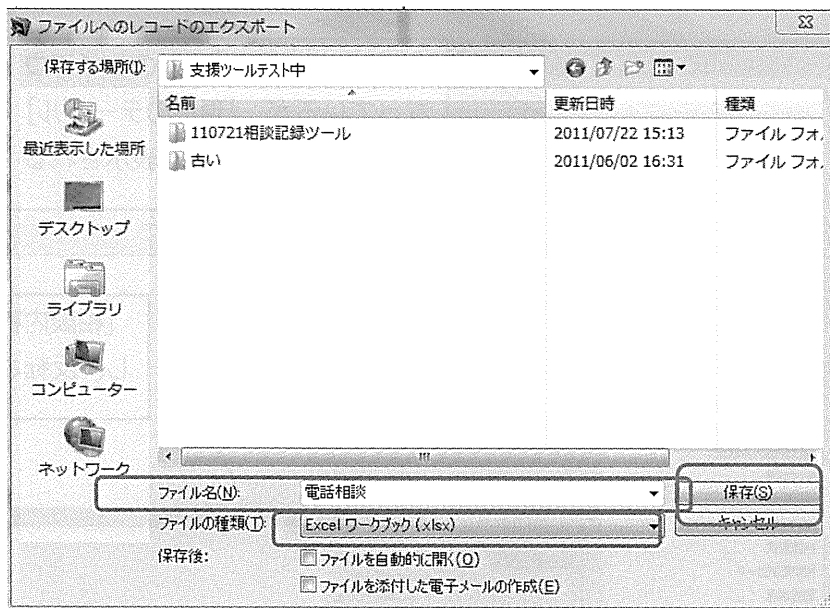 ファイルへのレコードのエクスポート
保存する場所(I): 支援ツールテスト中
名前 更新日時 種類
110721相談記録ツール 2011/07/22 15:13 ファイル フォ
古い 2011/06/02 16:31 ファイル フォ
最近表示した場所
デスクトップ
ライブラリ
コンピューター
ネットワーク
ファイル名(N): 電話相談 保存(S)
ファイルの種類(T): Excel ワークブック (.xlsx) キャンセル
保存後: ファイルを自動的に開く(O)
ファイルを添付した電子メールの作成(E)